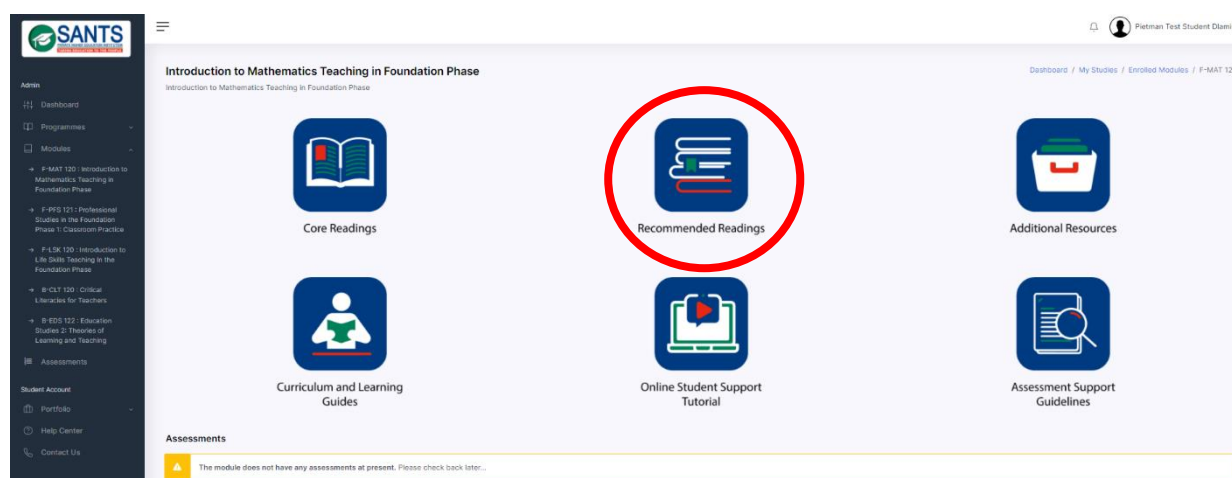 SANTS
Pietman Test Student Dlami
Introduction to Mathematics Teaching in Foundation Phase
Introduction to Mathematics Teaching in Foundation Phase
Dashboard / My Studies / Enrolled Modules / F-MAT 12
Admin
Dashboard
Programmes
Modules
→ F-MAT 120 : Introduction to
Mathematics Teaching in
Foundation Phase
→ F-PFS 121 : Professional
Studies in the Foundation
Phase 1: Classroom Practice
→ F-LSK 120 : Introduction to
Life Skills Teaching in the
Foundation Phase
→ B-CLT 120 : Critical
Literacies for Teachers
→ B-EDS 122 : Education
Studies 2: Theories of
Learning and Teaching
Assessments
Student Account
Portfolio
Help Center
Contact Us
Core Readings
Recommended Readings
Additional Resources
Curriculum and Learning
Guides
Online Student Support
Tutorial
Assessment Support
Guidelines
Assessments
The module does not have any assessments at present. Please check back later...